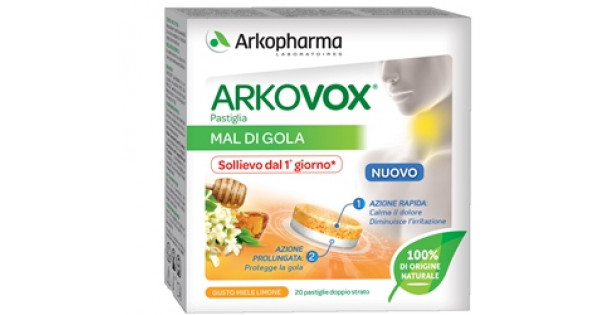 Arkopharma
LABORATOIRES
ARKOVOX®
Pastiglia
MAL DI GOLA
Sollievo dal 1° giorno*
NUOVO
1 AZIONE RAPIDA:
Calma il dolore
Diminuisce l'irritazione
AZIONE
PROLUNGATA: 2
Protegge la gola
100%
DI ORIGINE
NATURALE
GUSTO MIELE LIMONE
20 pastiglie doppio strato